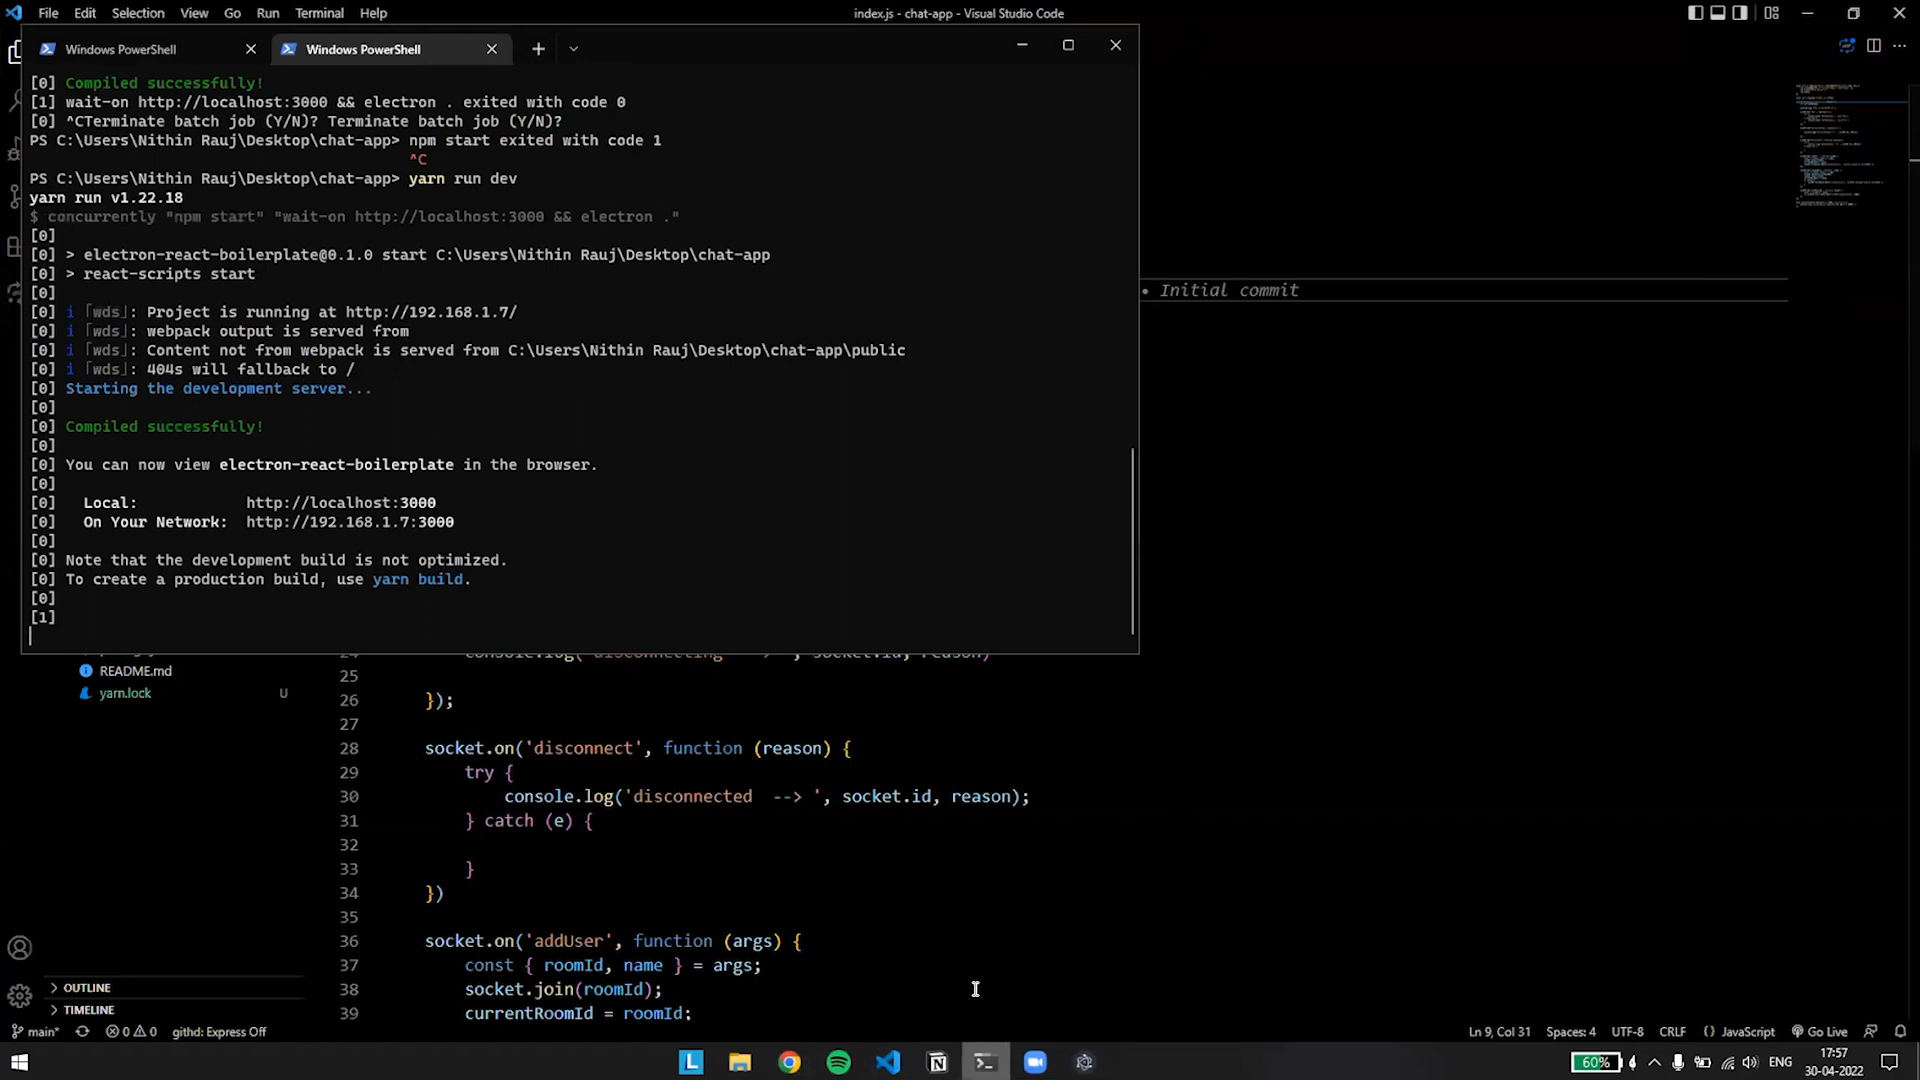 File Edit Selection View Go Run Terminal Help
index.js - chat-app - Visual Studio Code
Windows PowerShell
Windows PowerShell
[0] Compiled successfully!
[1] wait-on http://localhost:3000 && electron . exited with code 0
[0] ^CTerminate batch job (Y/N)? Terminate batch job (Y/N)?
PS C:\Users\Nithin Rauj\Desktop\chat-app> npm start exited with code 1
^C
PS C:\Users\Nithin Rauj\Desktop\chat-app> yarn run dev
yarn run v1.22.18
$ concurrently "npm start" "wait-on http://localhost:3000 && electron ."
[0]
[0] > electron-react-boilerplate@0.1.0 start C:\Users\Nithin Rauj\Desktop\chat-app
[0] > react-scripts start
[0]
[0] i ｢wds｣: Project is running at http://192.168.1.7/
[0] i ｢wds｣: webpack output is served from
[0] i ｢wds｣: Content not from webpack is served from C:\Users\Nithin Rauj\Desktop\chat-app\public
[0] i ｢wds｣: 404s will fallback to /
[0] Starting the development server...
[0]
[0] Compiled successfully!
[0]
[0] You can now view electron-react-boilerplate in the browser.
[0]
[0] Local: http://localhost:3000
[0] On Your Network: http://192.168.1.7:3000
[0]
[0] Note that the development build is not optimized.
[0] To create a production build, use yarn build.
[0]
[1]
• Initial commit
README.md
yarn.lock U
25
26 });
27
28 socket.on('disconnect', function (reason) {
29 try {
30 console.log('disconnected --> ', socket.id, reason);
31 } catch (e) {
32
33 }
34 })
35
36 socket.on('addUser', function (args) {
37 const { roomId, name } = args;
38 socket.join(roomId);
39 currentRoomId = roomId;
OUTLINE
TIMELINE
main* 0 0 githd: Express Off
Ln 9, Col 31 Spaces: 4 UTF-8 CRLF {} JavaScript Go Live
60% ENG 17:57
30-04-2022